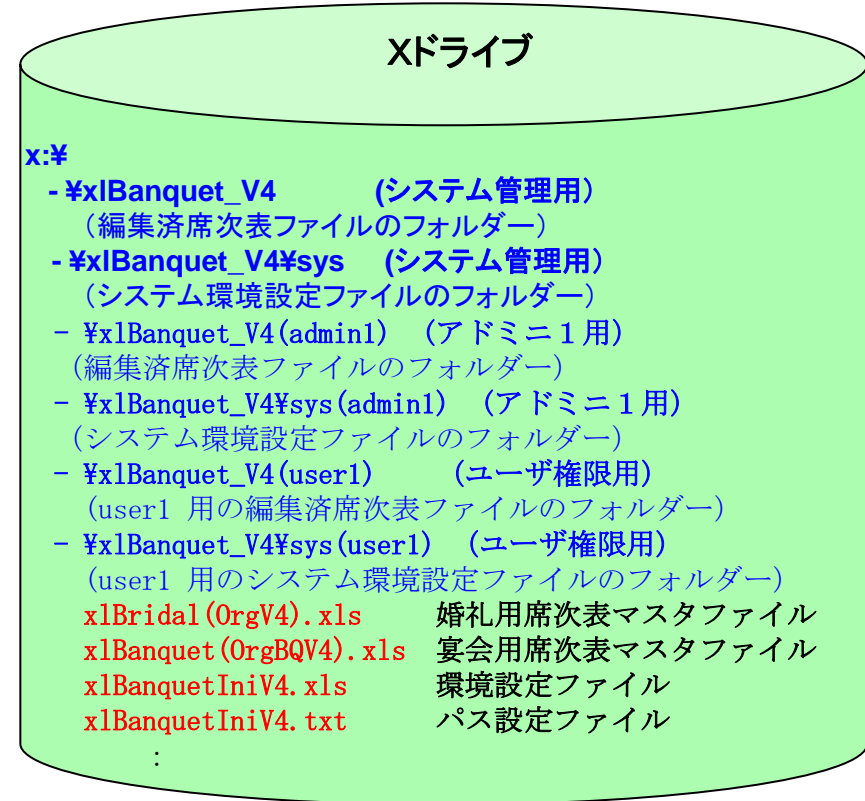 Xドライブ
x:¥
- ¥xlBanquet_V4 (システム管理用)
(編集済席次表ファイルのフォルダー)
- ¥xlBanquet_V4¥sys (システム管理用)
(システム環境設定ファイルのフォルダー)
- ¥xlBanquet_V4(admin1) (アドミニ１用)
(編集済席次表ファイルのフォルダー)
- ¥xlBanquet_V4¥sys(admin1) (アドミニ１用)
(システム環境設定ファイルのフォルダー)
- ¥xlBanquet_V4(user1) (ユーザ権限用)
(user1 用の編集済席次表ファイルのフォルダー)
- ¥xlBanquet_V4¥sys(user1) (ユーザ権限用)
(user1 用のシステム環境設定ファイルのフォルダー)
xlBridal(OrgV4).xls 婚礼用席次表マスタファイル
xlBanquet(OrgBQV4).xls 宴会用席次表マスタファイル
xlBanquetIniV4.xls 環境設定ファイル
xlBanquetIniV4.txt パス設定ファイル
: